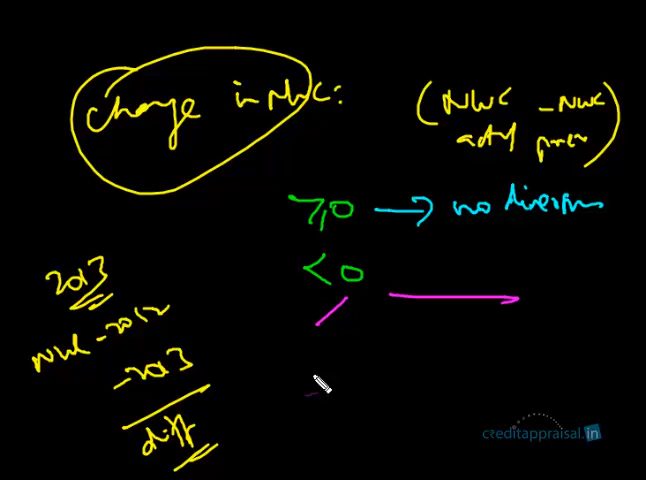 Change in NWC:
(NWC - NWC
actual prev)
≥0 → no diversion
<0
2013
NWC - 2012
- 2013
diff
creditappraisal.in